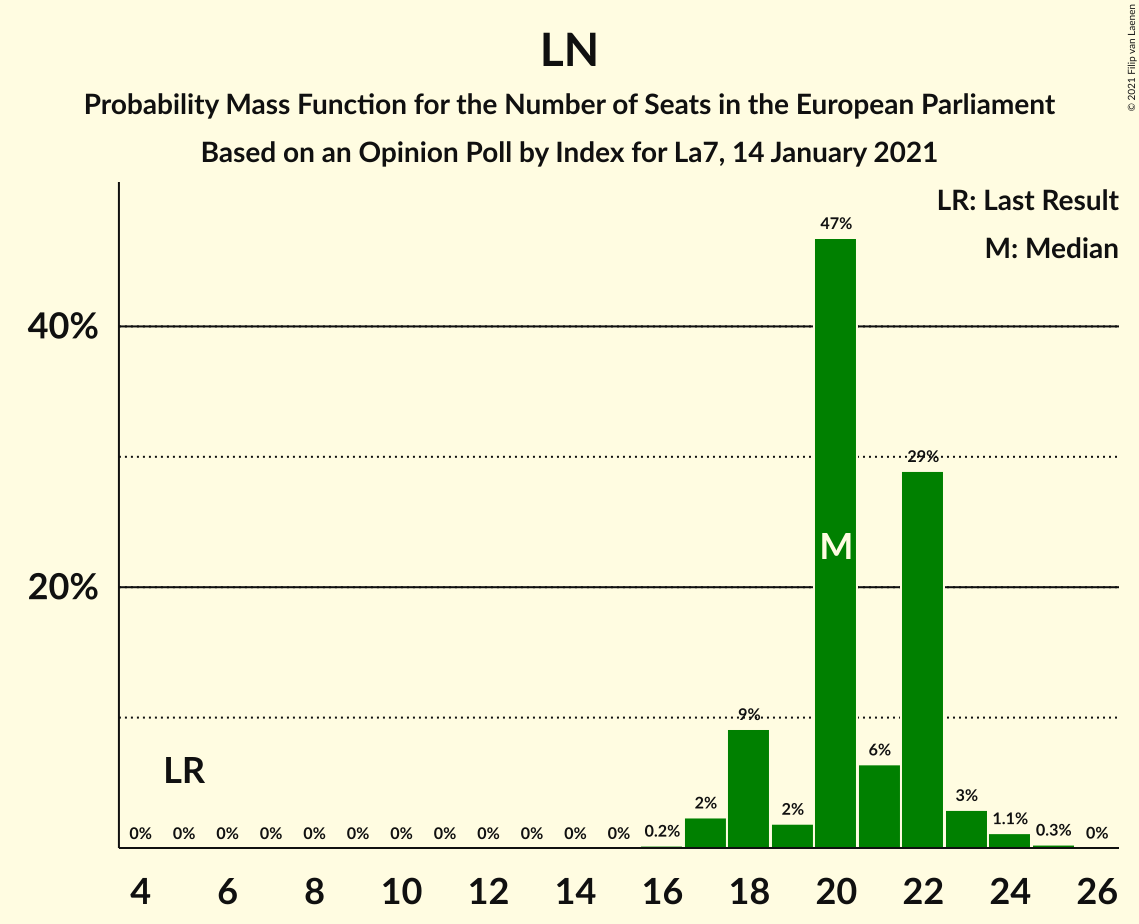 LN
Probability Mass Function for the Number of Seats in the European Parliament
Based on an Opinion Poll by Index for La7, 14 January 2021
© 2021 Filip van Laenen
LR: Last Result
M: Median
47%
40%
29%
M
20%
9%
LR
6%
3%
2%
2%
1.1%
0% 0% 0% 0% 0% 0% 0% 0% 0% 0% 0% 0% 0.2% 0.3% 0%
4 6 8 10 12 14 16 18 20 22 24 26